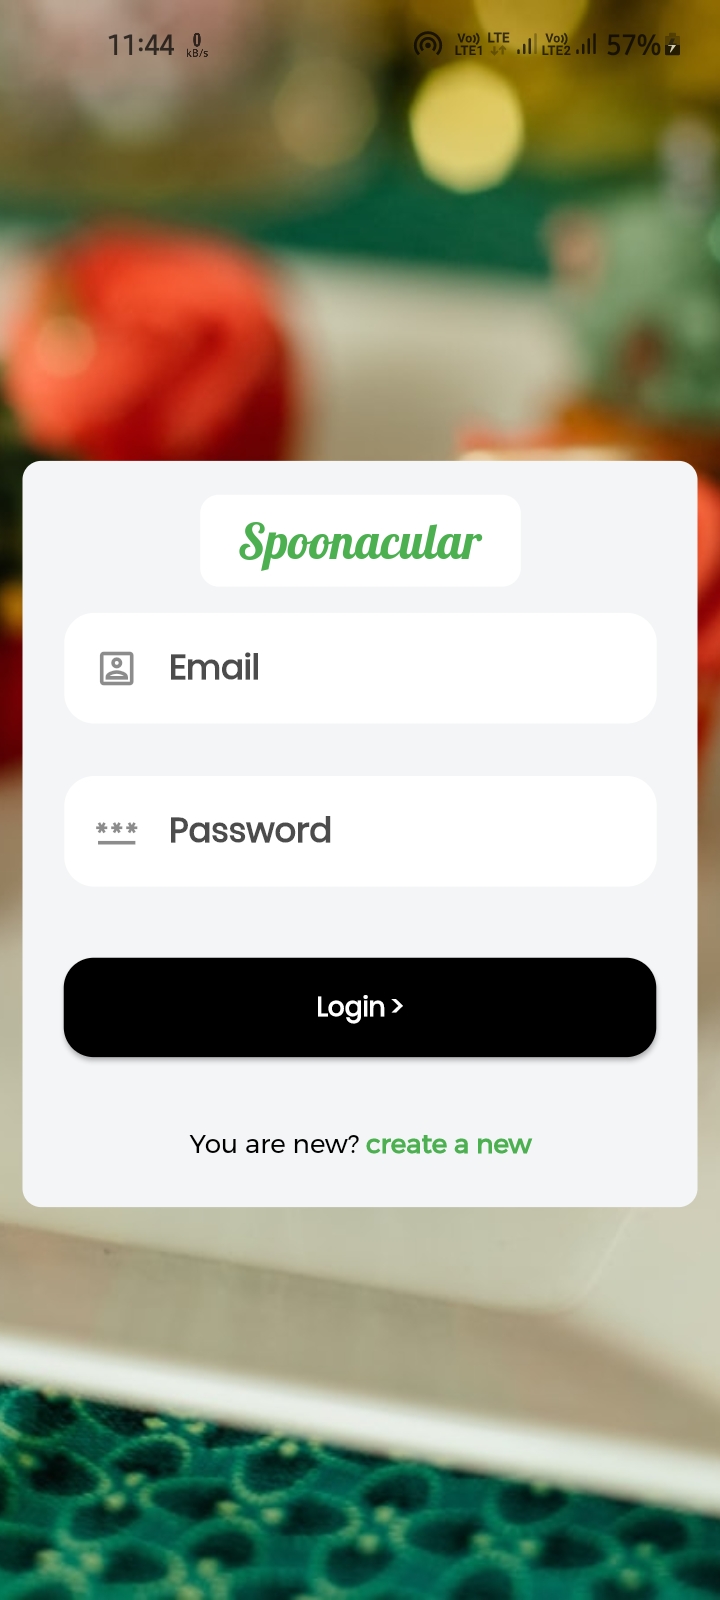 11:44 0 kB/s Vo)) LTE1 LTE Vo)) LTE2 57%
Spoonacular
Email
*** Password
Login >
You are new? create a new